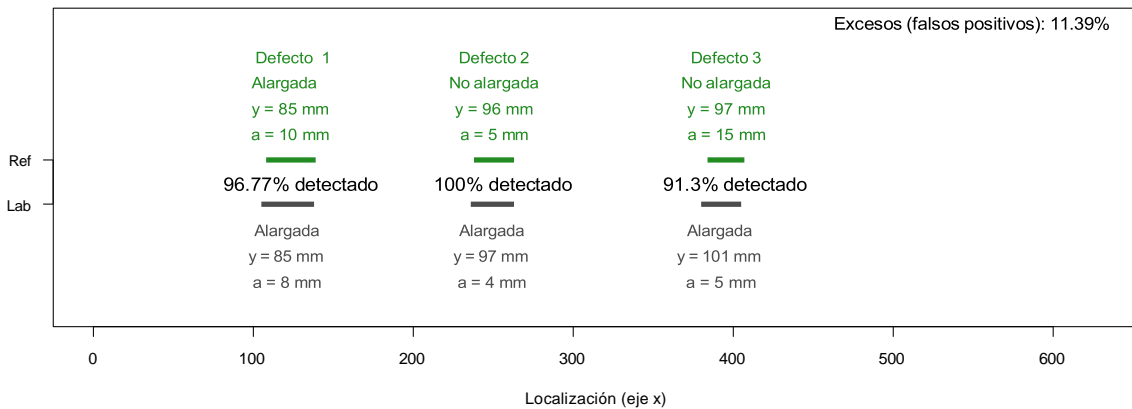 Excesos (falsos positivos): 11.39%
Defecto 1
Alargada
y = 85 mm
a = 10 mm
Defecto 2
No alargada
y = 96 mm
a = 5 mm
Defecto 3
No alargada
y = 97 mm
a = 15 mm
Ref
96.77% detectado
100% detectado
91.3% detectado
Lab
Alargada
y = 85 mm
a = 8 mm
Alargada
y = 97 mm
a = 4 mm
Alargada
y = 101 mm
a = 5 mm
0 100 200 300 400 500 600
Localización (eje x)